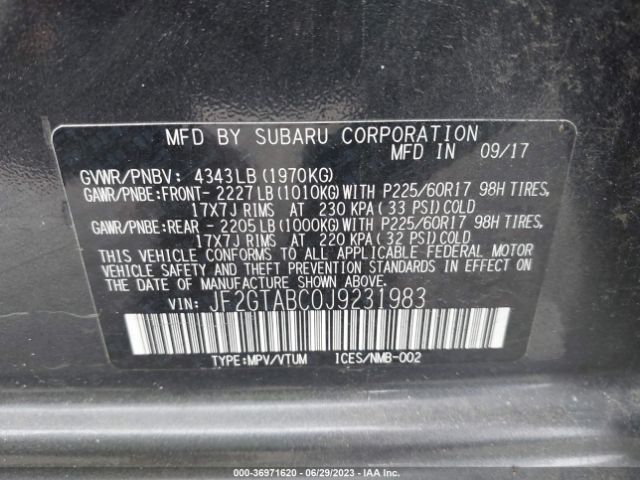 MFD BY SUBARU CORPORATION
MFD IN 09/17
GVWR/PNBV: 4343LB (1970KG)
GAWR/PNBE:FRONT- 2227LB (1010KG) WITH P225/60R17 98H TIRES,
17X7J RIMS AT 230 KPA (33 PSI) COLD
GAWR/PNBE:REAR - 2205LB (1000KG) WITH P225/60R17 98H TIRES,
17X7J RIMS AT 220 KPA (32 PSI) COLD
THIS VEHICLE CONFORMS TO ALL APPLICABLE FEDERAL MOTOR
VEHICLE SAFETY AND THEFT PREVENTION STANDARDS IN EFFECT ON
THE DATE OF MANUFACTURE SHOWN ABOVE.
VIN: JF2GTABC0J9231983
TYPE:MPV/VTUM ICES/NMB-002
000-36971620 - 06/29/2023 - IAA Inc.